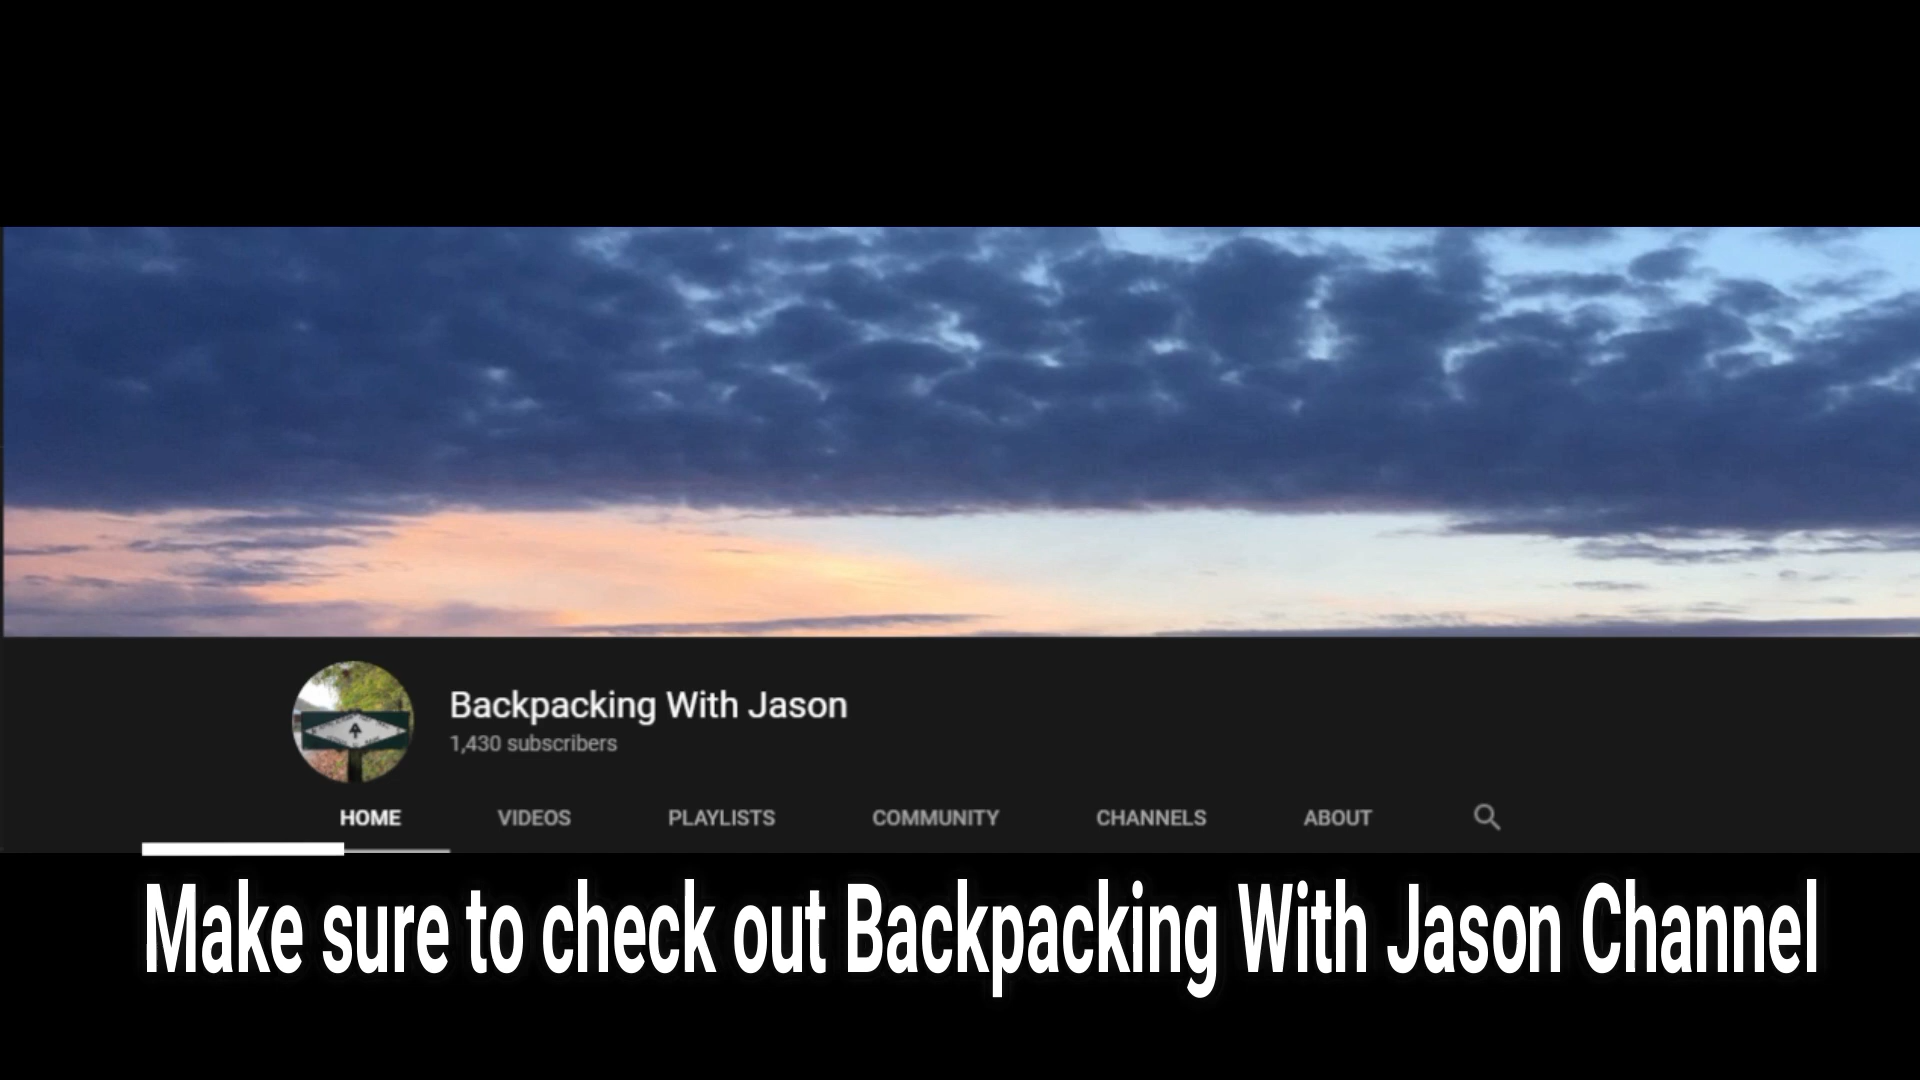 Backpacking With Jason
1,430 subscribers
HOME VIDEOS PLAYLISTS COMMUNITY CHANNELS ABOUT
Make sure to check out Backpacking With Jason Channel